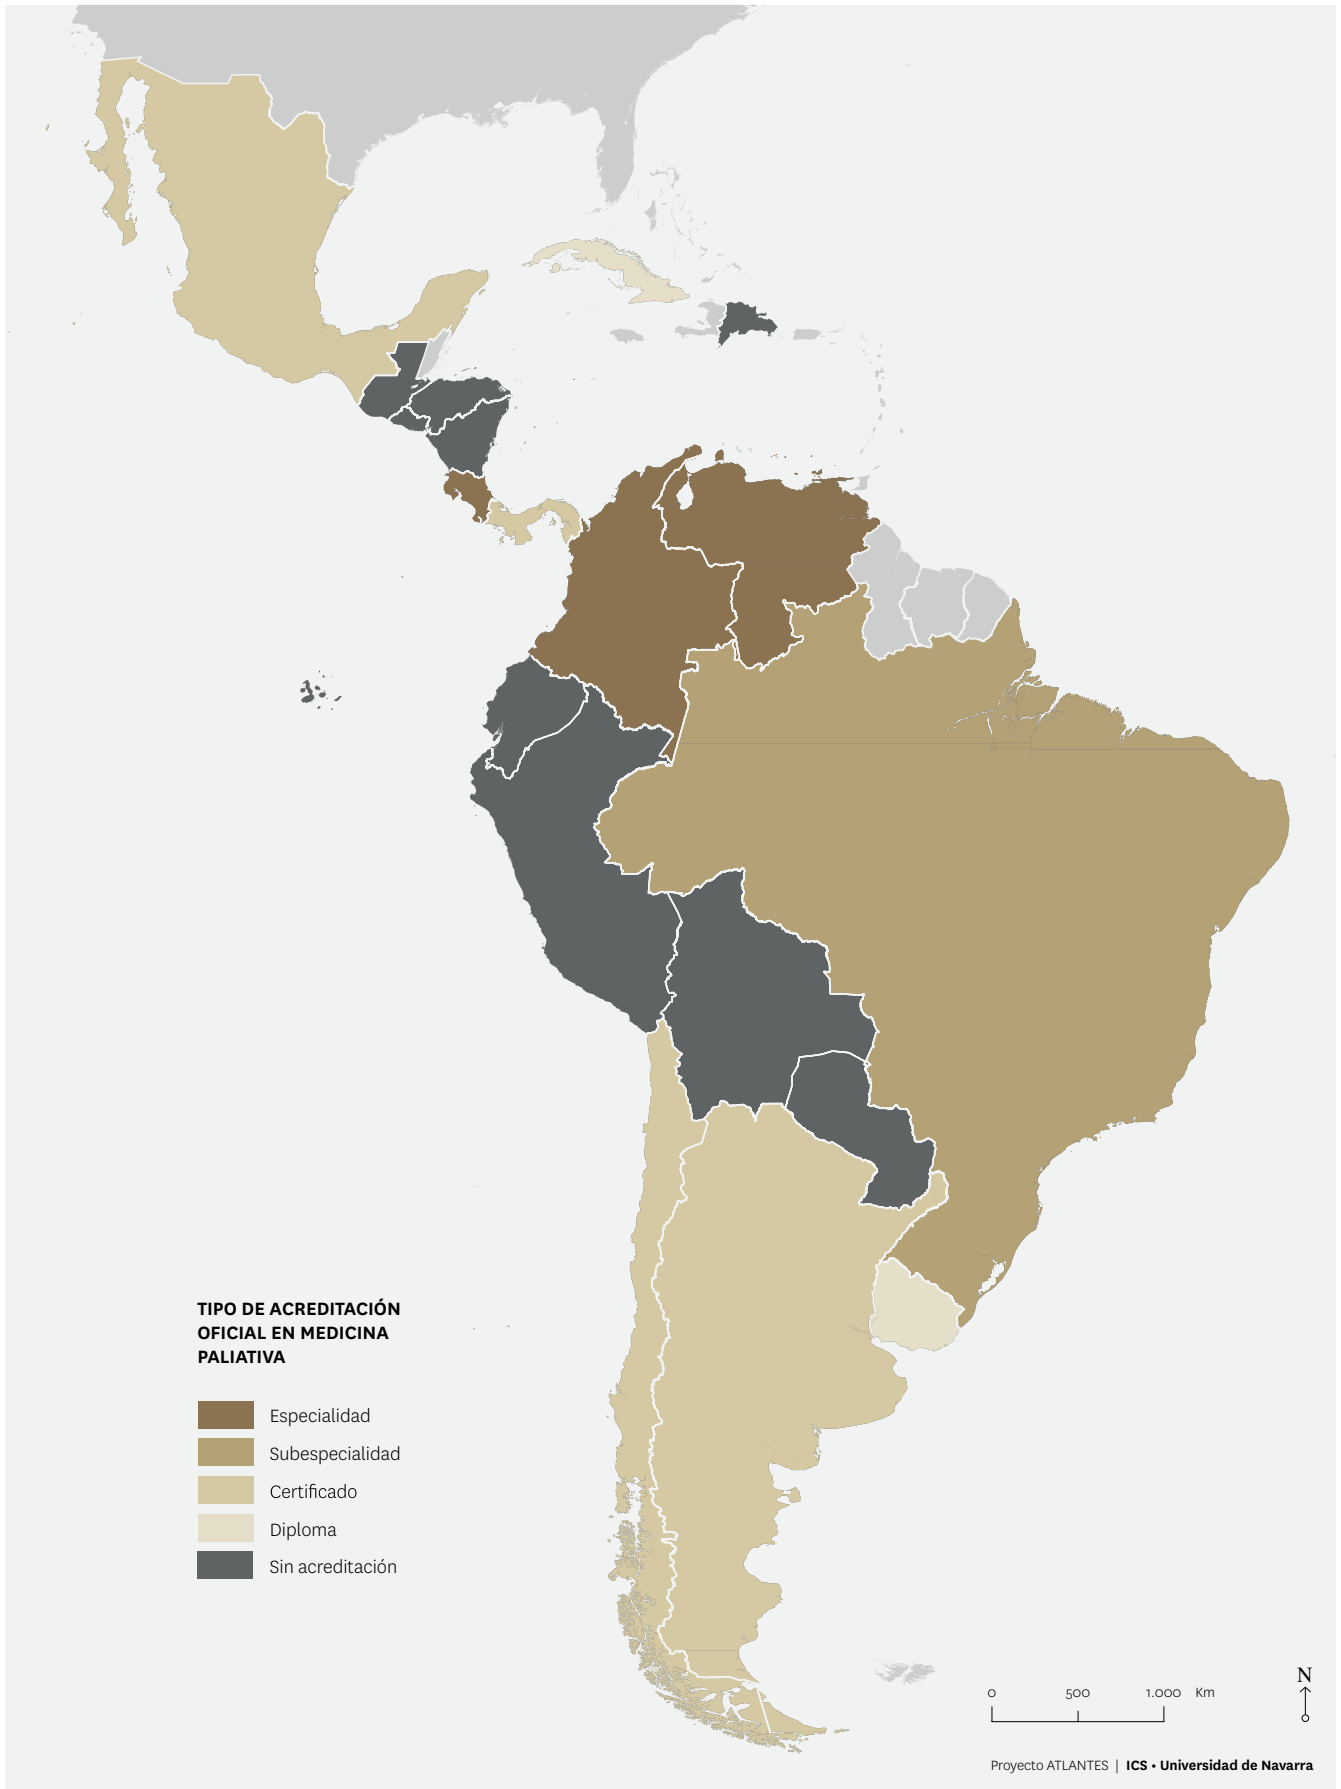 TIPO DE ACREDITACIÓN
OFICIAL EN MEDICINA
PALIATIVA
Especialidad
Subespecialidad
Certificado
Diploma
Sin acreditación
N
0 500 1.000 Km
Proyecto ATLANTES | ICS • Universidad de Navarra